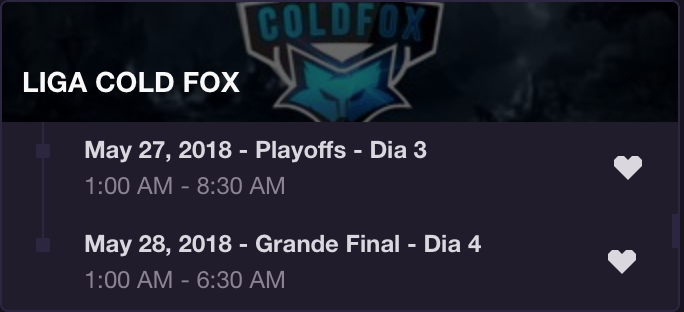 COLDFOX
LIGA COLD FOX
May 27, 2018 - Playoffs - Dia 3
1:00 AM - 8:30 AM
May 28, 2018 - Grande Final - Dia 4
1:00 AM - 6:30 AM